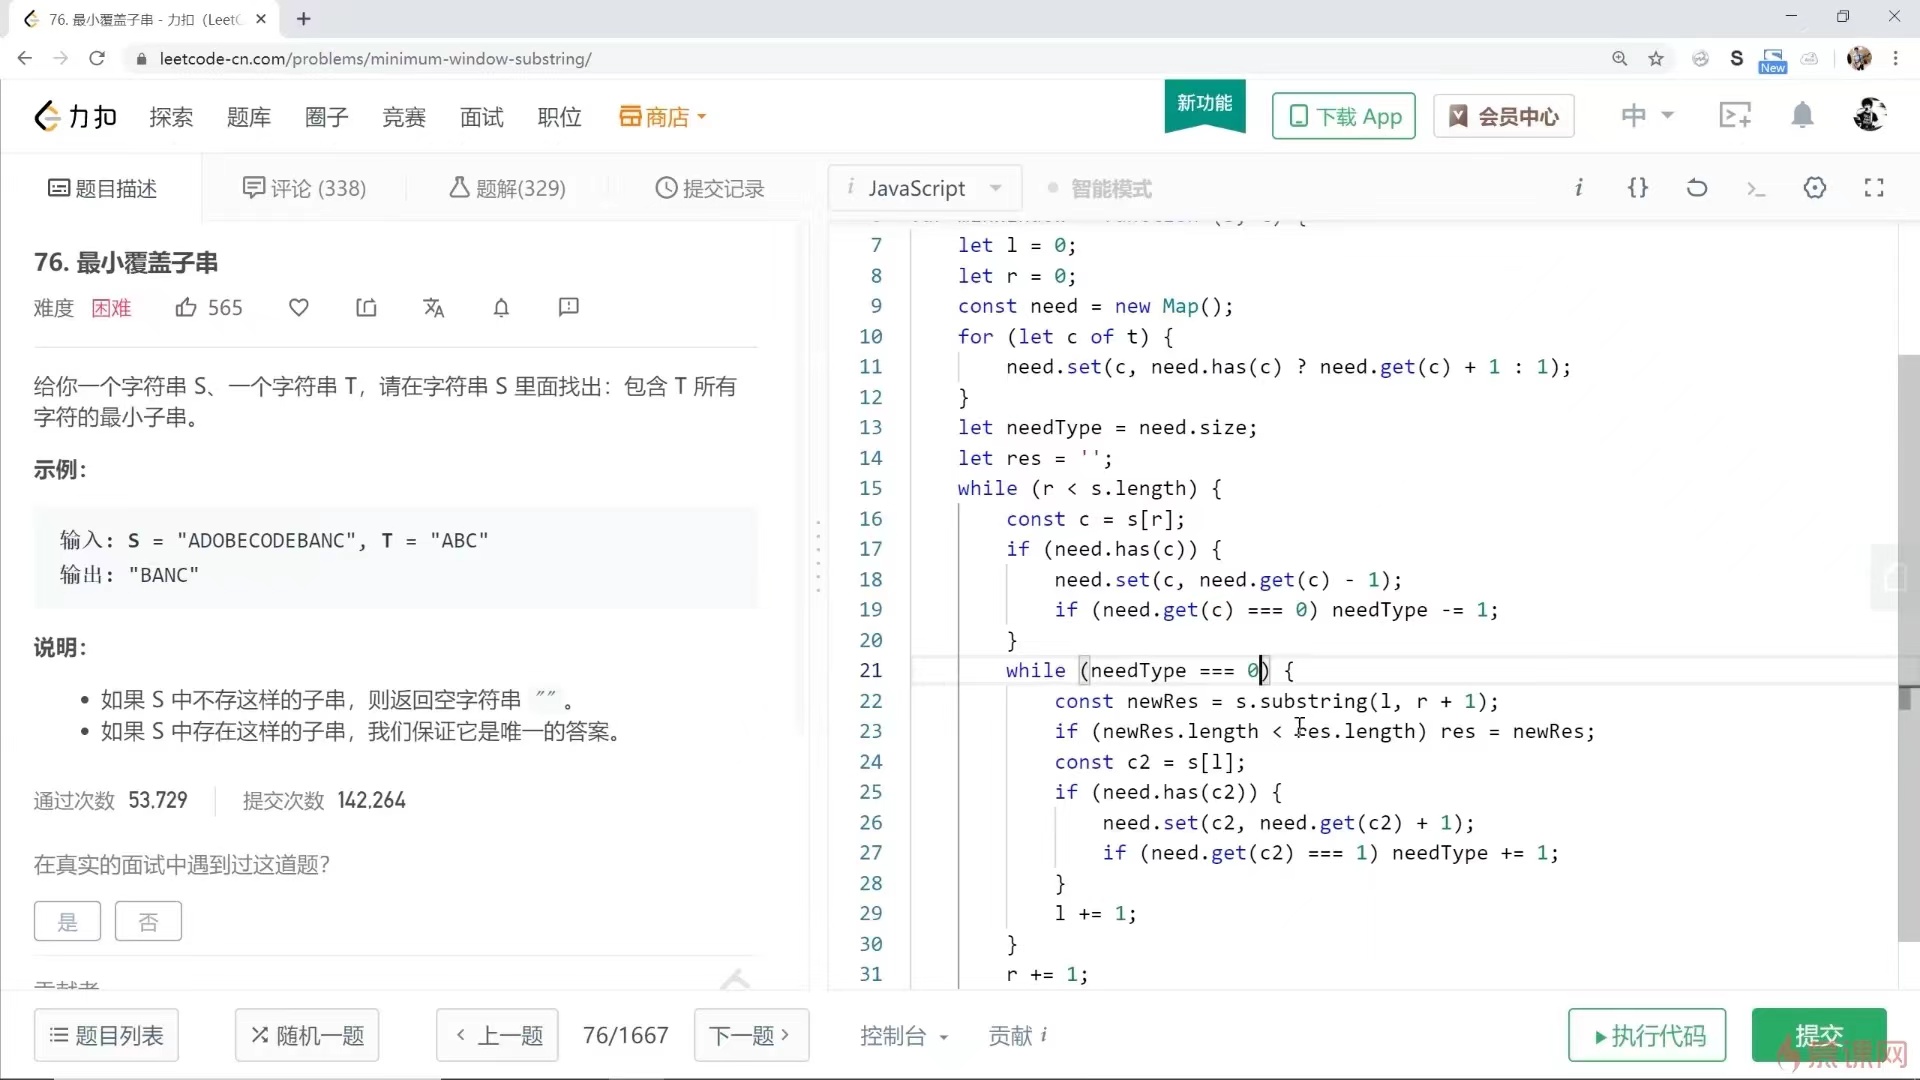 76. 最小覆盖子串 - 力扣（LeetC
leetcode-cn.com/problems/minimum-window-substring/
S
New
力扣
探索
题库
圈子
竞赛
面试
职位
商店
新功能
下载 App
会员中心
中
题目描述
评论 (338)
题解(329)
提交记录
i JavaScript
智能模式
76. 最小覆盖子串
难度 困难 565
给你一个字符串 S、一个字符串 T，请在字符串 S 里面找出：包含 T 所有
字符的最小子串。
示例：
输入: S = "ADOBECODEBANC", T = "ABC"
输出: "BANC"
说明：
• 如果 S 中不存这样的子串，则返回空字符串 ""。
• 如果 S 中存在这样的子串，我们保证它是唯一的答案。
通过次数 53,729 提交次数 142,264
在真实的面试中遇到过这道题?
是 否
贡献者
7 let l = 0;
8 let r = 0;
9 const need = new Map();
10 for (let c of t) {
11 need.set(c, need.has(c) ? need.get(c) + 1 : 1);
12 }
13 let needType = need.size;
14 let res = '';
15 while (r < s.length) {
16 const c = s[r];
17 if (need.has(c)) {
18 need.set(c, need.get(c) - 1);
19 if (need.get(c) === 0) needType -= 1;
20 }
21 while (needType === 0) {
22 const newRes = s.substring(l, r + 1);
23 if (newRes.length < res.length) res = newRes;
24 const c2 = s[l];
25 if (need.has(c2)) {
26 need.set(c2, need.get(c2) + 1);
27 if (need.get(c2) === 1) needType += 1;
28 }
29 l += 1;
30 }
31 r += 1;
题目列表
随机一题
上一题
76/1667
下一题
控制台
贡献 i
执行代码
提交
慕课网